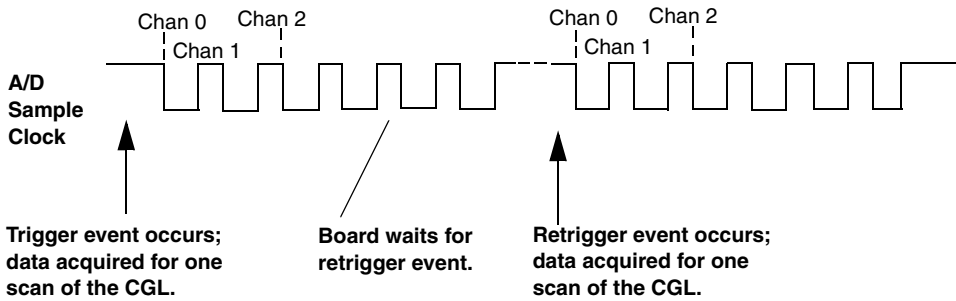 Chan 0
Chan 2
Chan 1
Chan 0
Chan 2
Chan 1
A/D
Sample
Clock
Trigger event occurs;
data acquired for one
scan of the CGL.
Board waits for
retrigger event.
Retrigger event occurs;
data acquired for one
scan of the CGL.